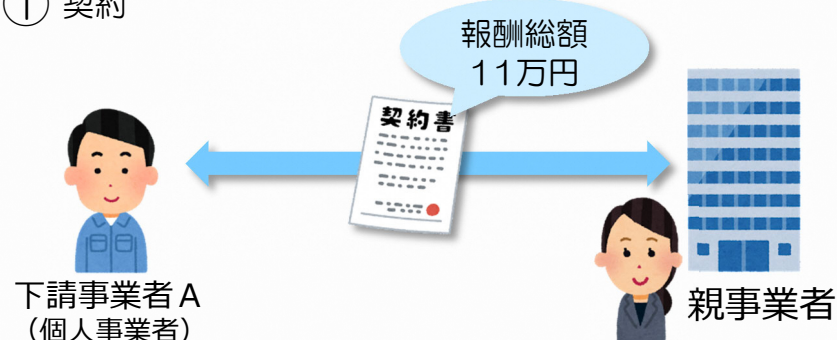 ① 契約
報酬総額
11万円
契約書
下請事業者A
（個人事業者）
親事業者